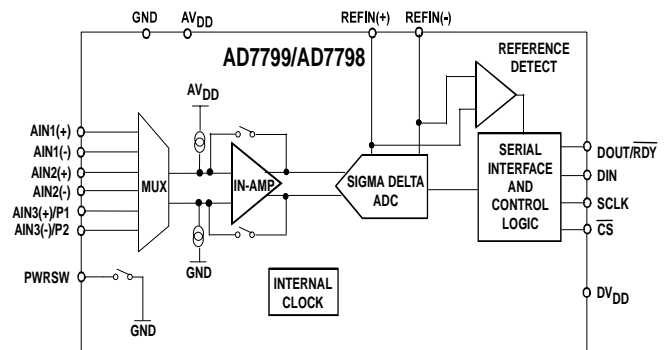 GND AVDD REFIN(+) REFIN(-)
AD7799/AD7798
REFERENCE
DETECT
AVDD
AIN1(+)
AIN1(-)
AIN2(+)
AIN2(-)
AIN3(+)/P1
AIN3(-)/P2
MUX
IN-AMP
SIGMA DELTA
ADC
SERIAL
INTERFACE
AND
CONTROL
LOGIC
DOUT/RDY
DIN
SCLK
CS
GND
PWRSW
GND
INTERNAL
CLOCK
DVDD